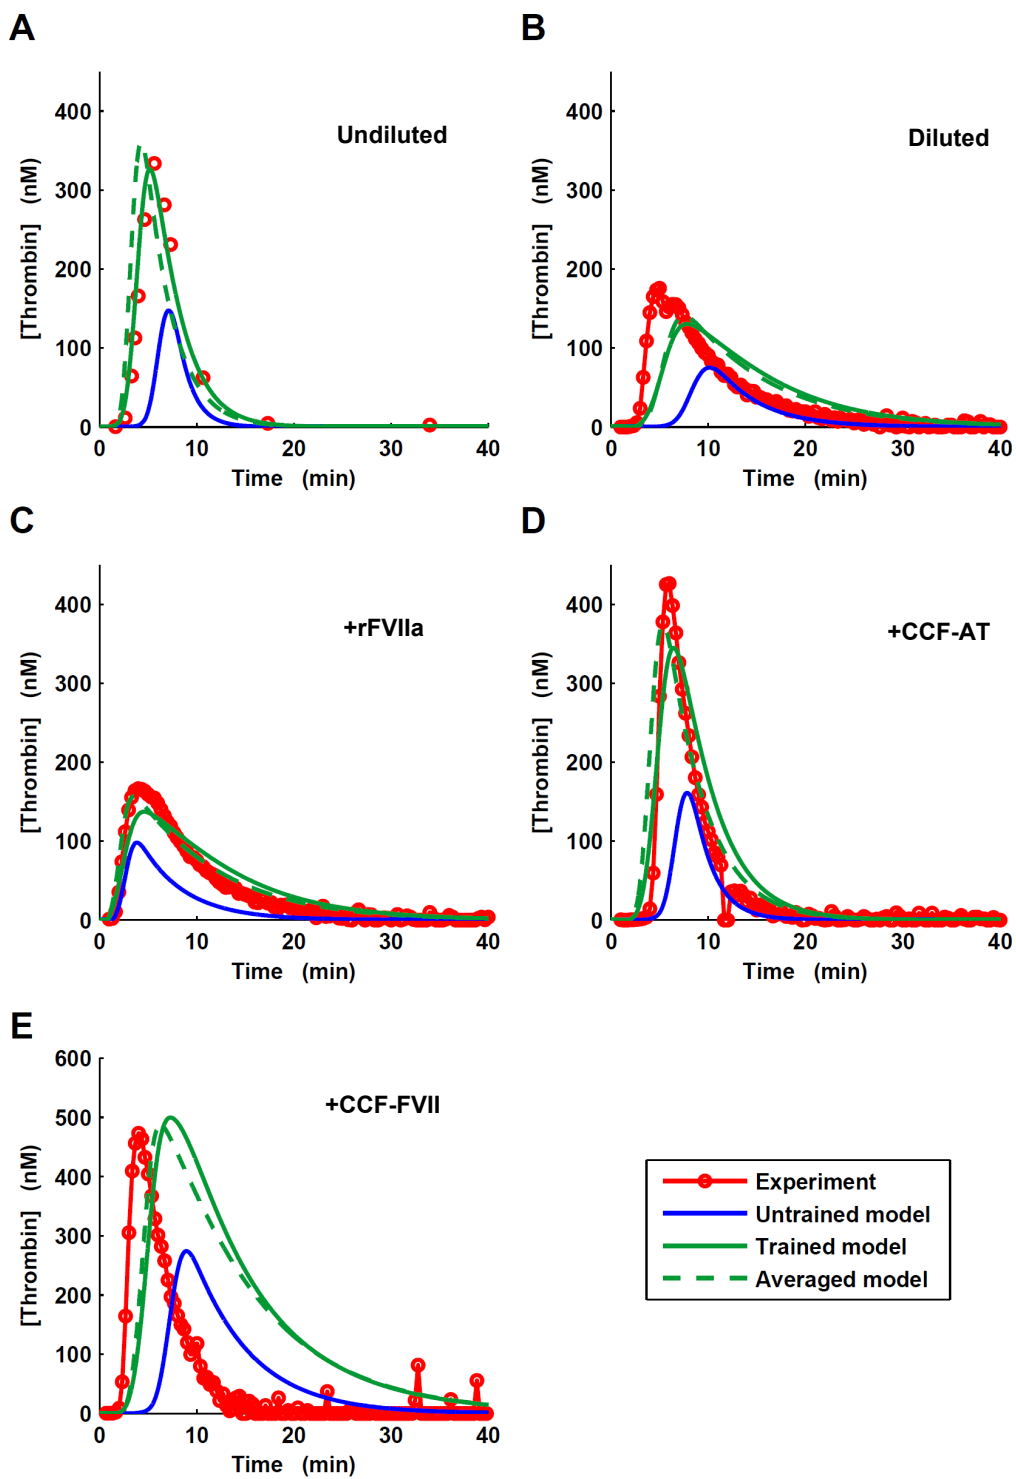 A
B
Undiluted
Diluted
[Thrombin] (nM)
400
300
200
100
0
0 10 20 30 40
Time (min)
[Thrombin] (nM)
400
300
200
100
0
0 10 20 30 40
Time (min)
C
D
+rFVIIa
+CCF-AT
[Thrombin] (nM)
400
300
200
100
0
0 10 20 30 40
Time (min)
[Thrombin] (nM)
400
300
200
100
0
0 10 20 30 40
Time (min)
E
+CCF-FVII
[Thrombin] (nM)
600
500
400
300
200
100
0
0 10 20 30 40
Time (min)
Experiment
Untrained model
Trained model
Averaged model